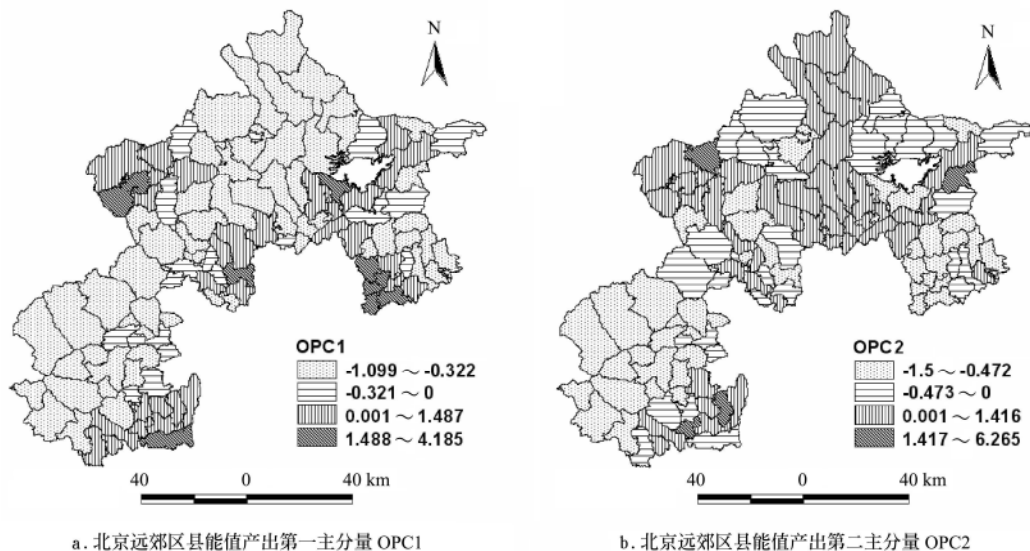 N
OPC1
-1.099～-0.322
-0.321～0
0.001～1.487
1.488～4.185
40 0 40 km
a. 北京远郊区县能值产出第一主分量 OPC1
N
OPC2
-1.5～-0.472
-0.473～0
0.001～1.416
1.417～6.265
40 0 40 km
b. 北京远郊区县能值产出第二主分量 OPC2